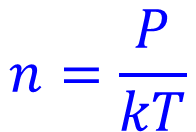 n = P / kT